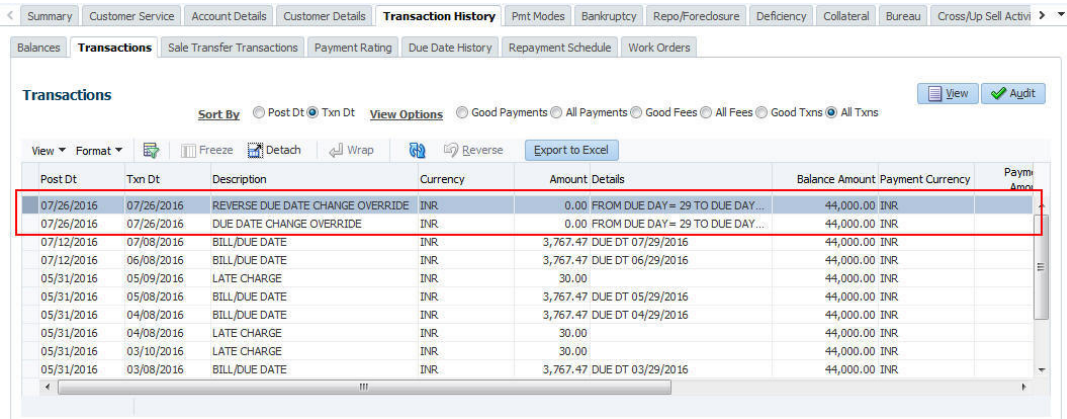 Summary Customer Service Account Details Customer Details Transaction History Pmt Modes Bankruptcy Repo/Foreclosure Deficiency Collateral Bureau Cross/Up Sell Activi
Balances Transactions Sale Transfer Transactions Payment Rating Due Date History Repayment Schedule Work Orders
Transactions
View Audit
Sort By Post Dt Txn Dt View Options Good Payments All Payments Good Fees All Fees Good Txns All Txns
View Format Freeze Detach Wrap Reverse Export to Excel
Post Dt Txn Dt Description Currency Amount Details Balance Amount Payment Currency Payme
Amou
07/26/2016 07/26/2016 REVERSE DUE DATE CHANGE OVERRIDE INR 0.00 FROM DUE DAY= 29 TO DUE DAY... 44,000.00 INR
07/26/2016 07/26/2016 DUE DATE CHANGE OVERRIDE INR 0.00 FROM DUE DAY= 29 TO DUE DAY... 44,000.00 INR
07/12/2016 07/08/2016 BILL/DUE DATE INR 3,767.47 DUE DT 07/29/2016 44,000.00 INR
07/12/2016 06/08/2016 BILL/DUE DATE INR 3,767.47 DUE DT 06/29/2016 44,000.00 INR
05/31/2016 05/09/2016 LATE CHARGE INR 30.00 44,000.00 INR
05/31/2016 05/08/2016 BILL/DUE DATE INR 3,767.47 DUE DT 05/29/2016 44,000.00 INR
05/31/2016 04/08/2016 BILL/DUE DATE INR 3,767.47 DUE DT 04/29/2016 44,000.00 INR
05/31/2016 04/08/2016 LATE CHARGE INR 30.00 44,000.00 INR
05/31/2016 03/10/2016 LATE CHARGE INR 30.00 44,000.00 INR
05/31/2016 03/08/2016 BILL/DUE DATE INR 3,767.47 DUE DT 03/29/2016 44,000.00 INR